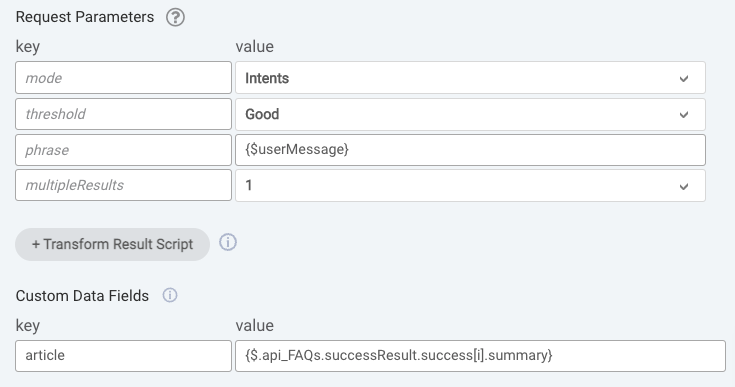 Request Parameters ?
key value
mode Intents
threshold Good
phrase {$userMessage}
multipleResults 1
+ Transform Result Script i
Custom Data Fields i
key value
article {$.api_FAQs.successResult.success[i].summary}